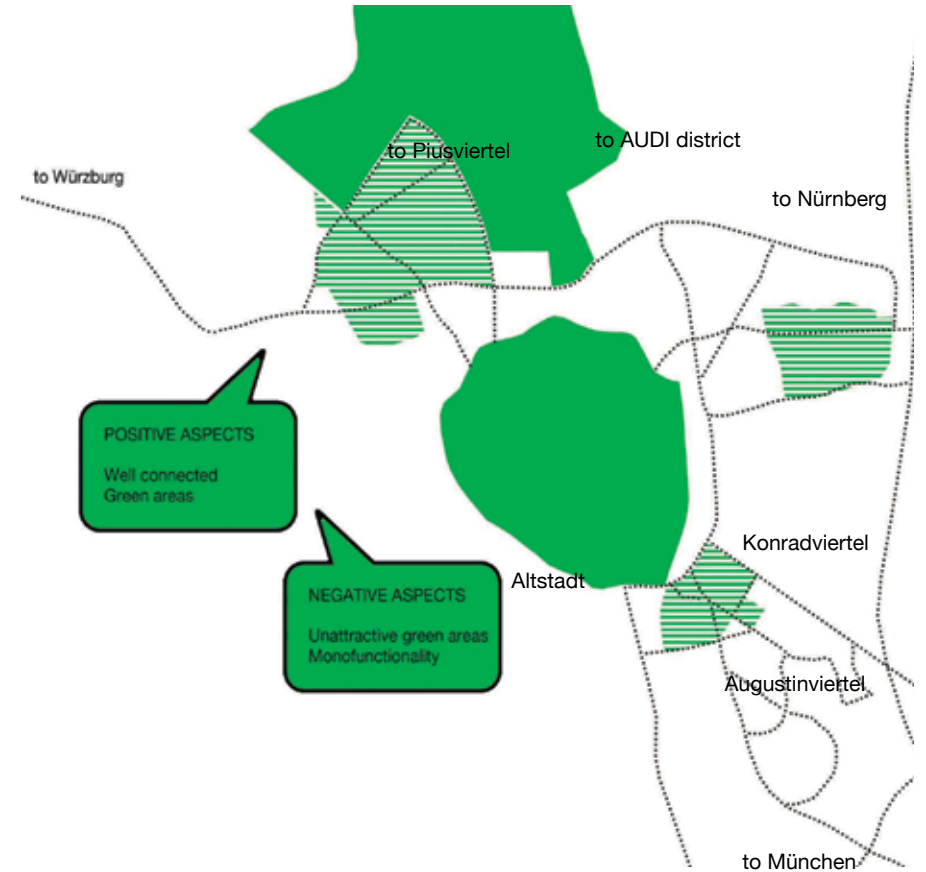 to Piusviertel
to AUDI district
to Würzburg
to Nürnberg
POSITIVE ASPECTS
Well connected
Green areas
Konradviertel
Altstadt
NEGATIVE ASPECTS
Unattractive green areas
Monofunctionality
Augustinviertel
to München